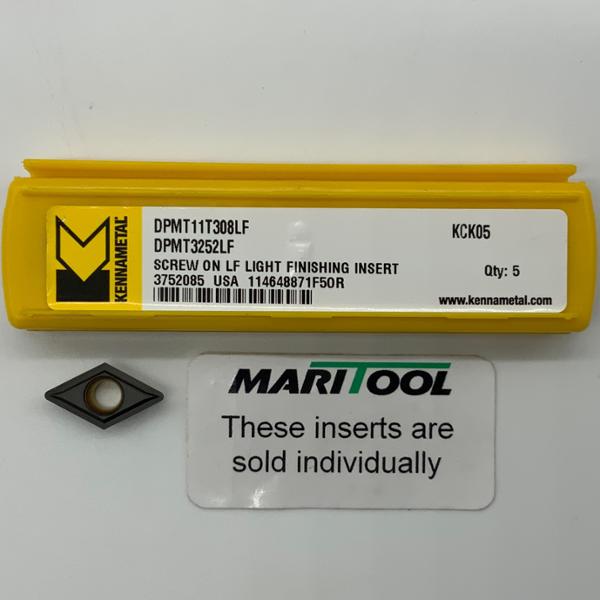 KENNAMETAL
DPMT11T308LF
DPMT3252LF
KCK05
SCREW ON LF LIGHT FINISHING INSERT
Qty: 5
3752085 USA 114648871F50R
www.kennametal.com
MARITOOL
These inserts are
sold individually